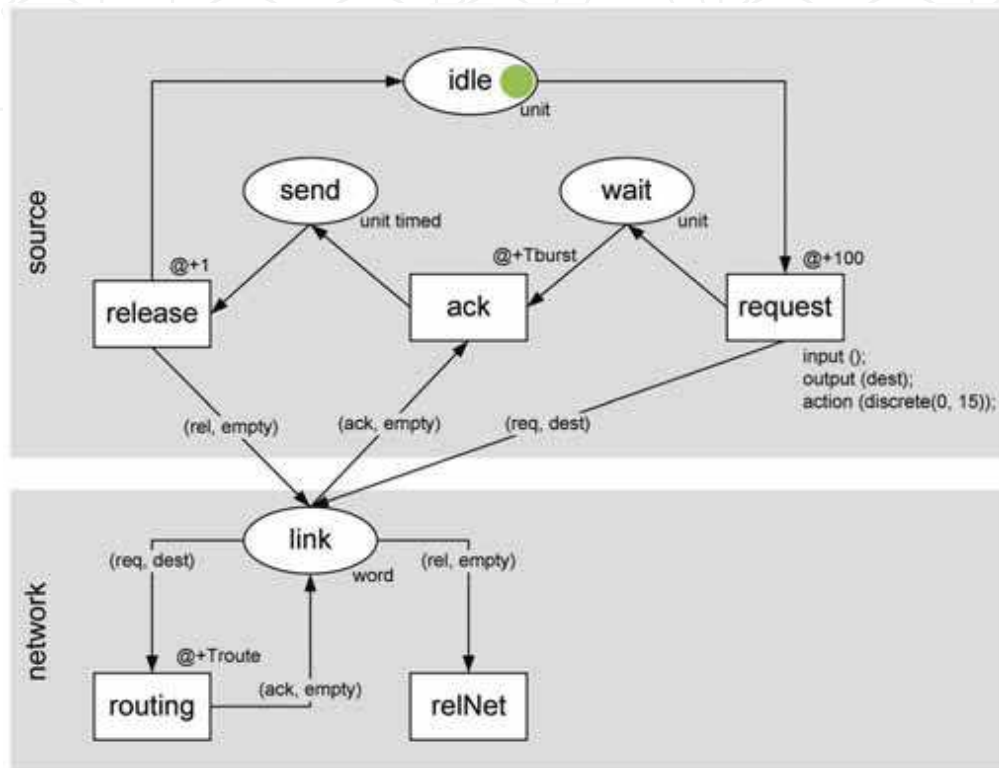 idle
unit
send
unit timed
wait
unit
source
@+1
release
@+Tburst
ack
@+100
request
input ();
output (dest);
action (discrete(0, 15));
(rel, empty)
(ack, empty)
(req, dest)
network
link
word
(req, dest)
(rel, empty)
@+Troute
routing
(ack, empty)
relNet